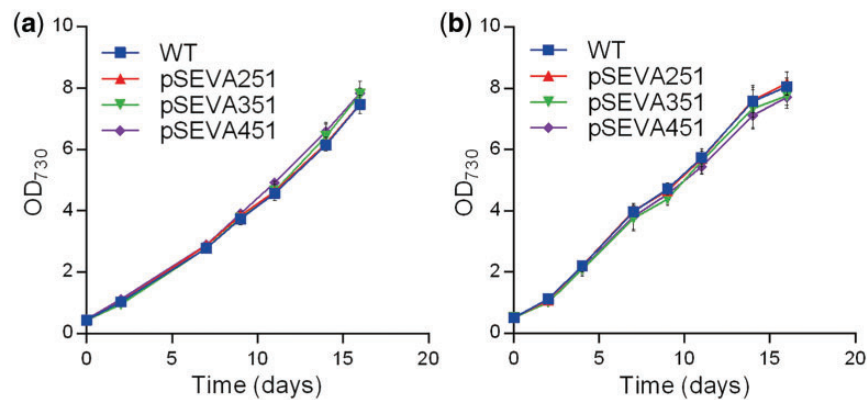 (a)
WT
pSEVA251
pSEVA351
pSEVA451
OD730
10
8
6
4
2
0
0 5 10 15 20
Time (days)
(b)
WT
pSEVA251
pSEVA351
pSEVA451
OD730
10
8
6
4
2
0
0 5 10 15 20
Time (days)